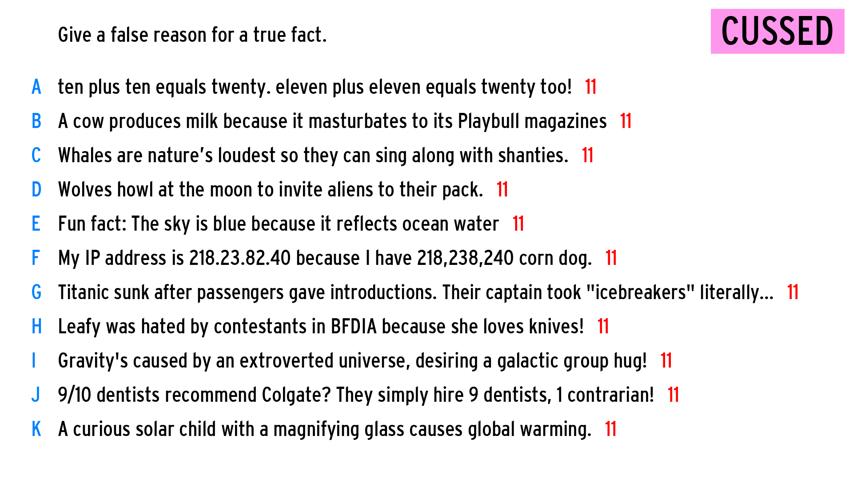 Give a false reason for a true fact.
CUSSED
A ten plus ten equals twenty. eleven plus eleven equals twenty too! 11
B A cow produces milk because it masturbates to its Playbull magazines 11
C Whales are nature's loudest so they can sing along with shanties. 11
D Wolves howl at the moon to invite aliens to their pack. 11
E Fun fact: The sky is blue because it reflects ocean water 11
F My IP address is 218.23.82.40 because I have 218,238,240 corn dog. 11
G Titanic sunk after passengers gave introductions. Their captain took "icebreakers" literally... 11
H Leafy was hated by contestants in BFDIA because she loves knives! 11
I Gravity's caused by an extroverted universe, desiring a galactic group hug! 11
J 9/10 dentists recommend Colgate? They simply hire 9 dentists, 1 contrarian! 11
K A curious solar child with a magnifying glass causes global warming. 11